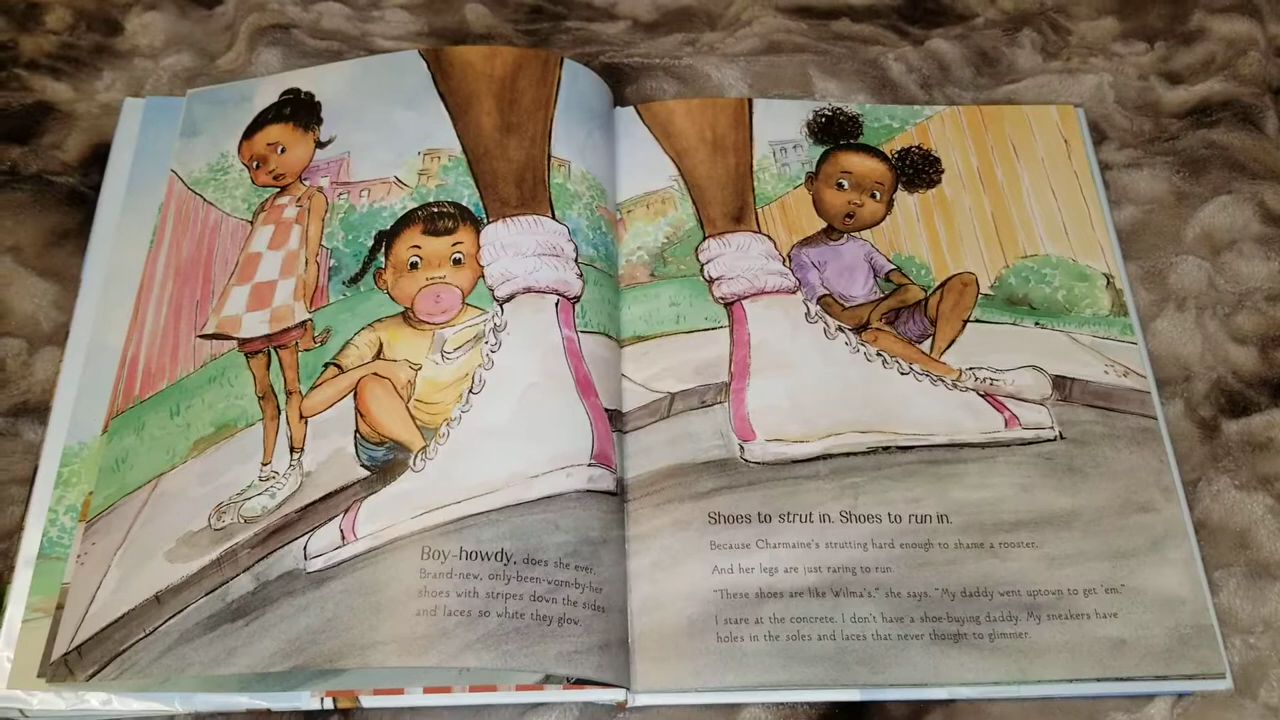 Boy-howdy, does she ever.
Brand-new, only-been-worn-by-her
shoes with stripes down the sides
and laces so white they glow.
Shoes to strut in. Shoes to run in.
Because Charmaine's strutting hard enough to shame a rooster.
And her legs are just raring to run.
"These shoes are like Wilma's," she says. "My daddy went uptown to get 'em."
I stare at the concrete. I don't have a shoe-buying daddy. My sneakers have
holes in the soles and laces that never thought to glimmer.